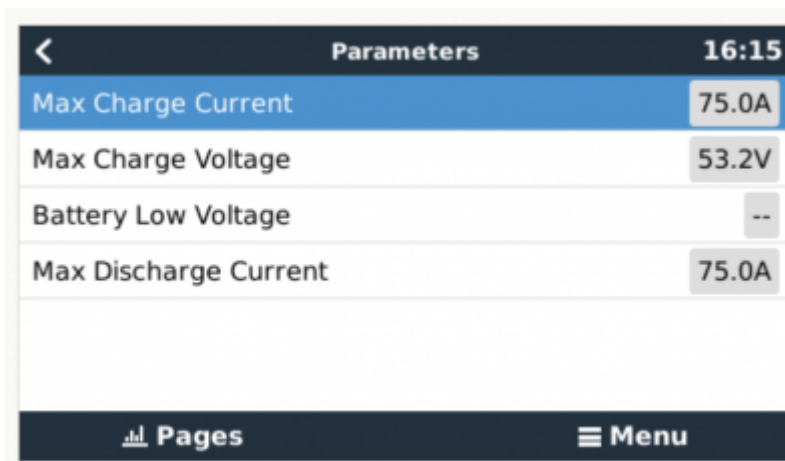 Parameters 16:15
Max Charge Current 75.0A
Max Charge Voltage 53.2V
Battery Low Voltage --
Max Discharge Current 75.0A
Pages Menu